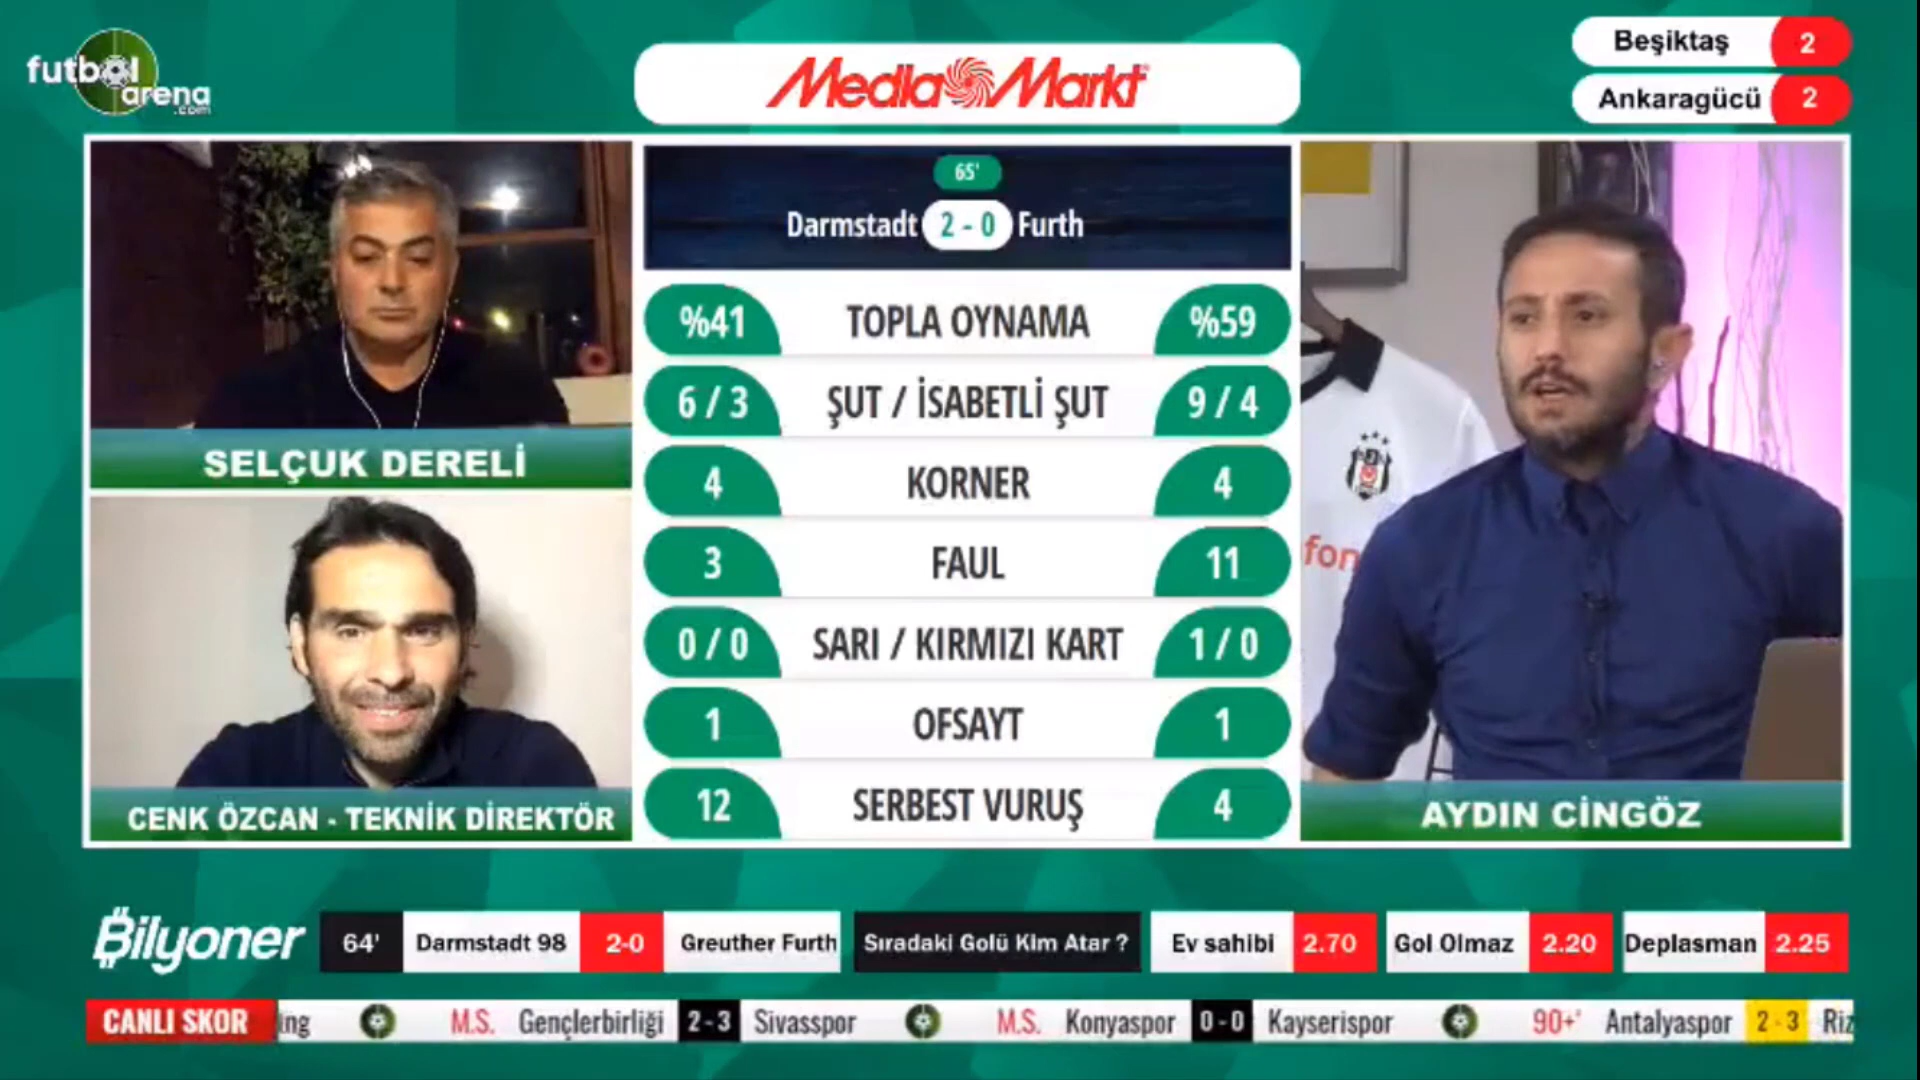 futbol
arena
.com
MediaMarkt
Beşiktaş 2
Ankaragücü 2
65'
Darmstadt 2 - 0 Furth
%41 TOPLA OYNAMA %59
6 / 3 ŞUT / İSABETLİ ŞUT 9 / 4
4 KORNER 4
3 FAUL 11
0 / 0 SARI / KIRMIZI KART 1 / 0
1 OFSAYT 1
12 SERBEST VURUŞ 4
SELÇUK DERELİ
CENK ÖZCAN - TEKNİK DİREKTÖR
fon
AYDIN CİNGÖZ
Bilyoner 64' Darmstadt 98 2-0 Greuther Furth Sıradaki Golü Kim Atar ? Ev sahibi 2.70 Gol Olmaz 2.20 Deplasman 2.25
CANLI SKOR ing M.S. Gençlerbirliği 2-3 Sivasspor M.S. Konyaspor 0-0 Kayserispor 90+' Antalyaspor 2-3 Riz